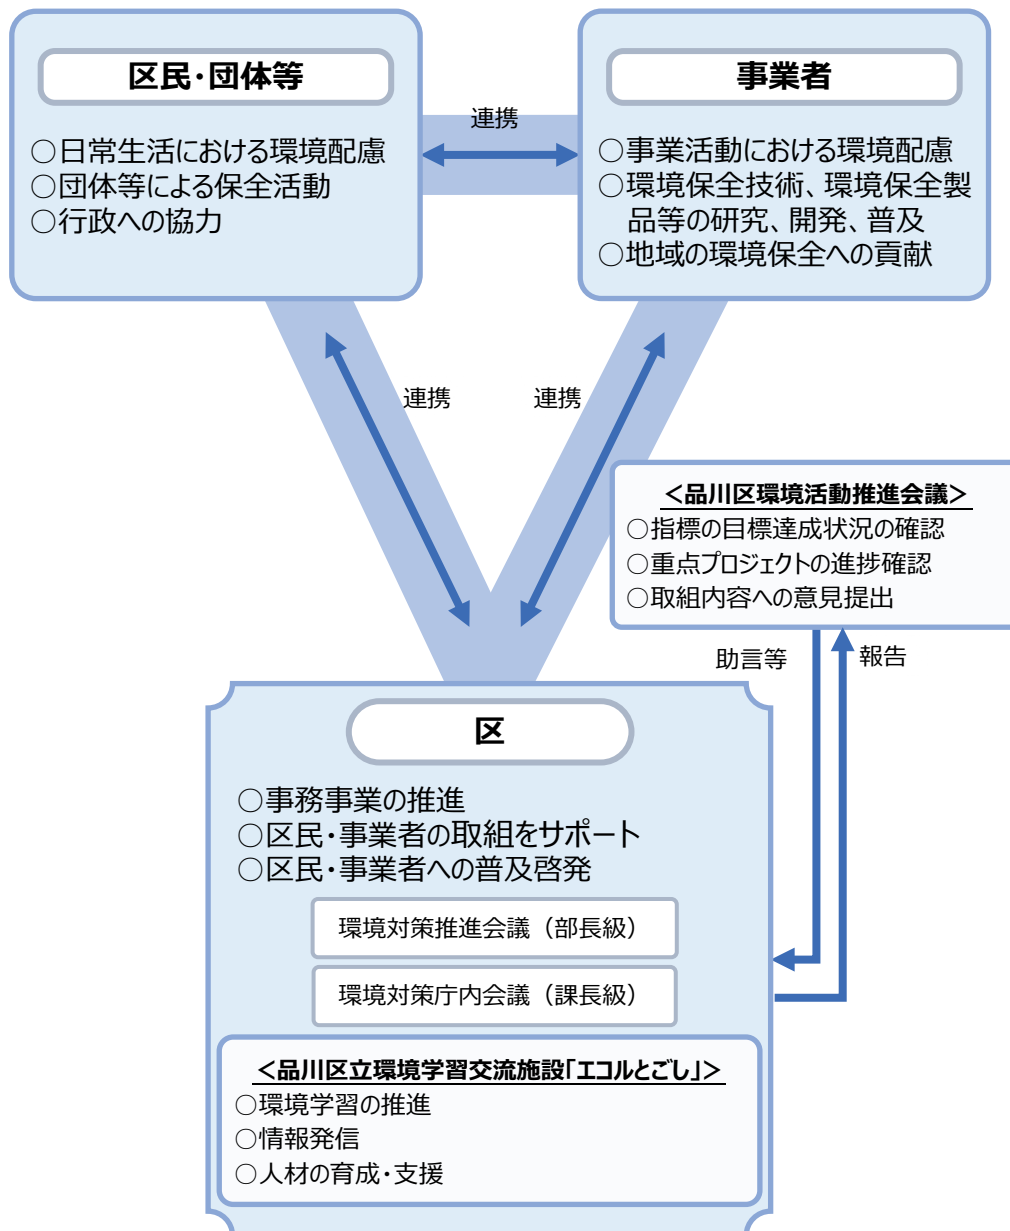 区民・団体等
○日常生活における環境配慮
○団体等による保全活動
○行政への協力
連携
事業者
○事業活動における環境配慮
○環境保全技術、環境保全製
品等の研究、開発、普及
○地域の環境保全への貢献
連携
連携
＜品川区環境活動推進会議＞
○指標の目標達成状況の確認
○重点プロジェクトの進捗確認
○取組内容への意見提出
助言等
報告
区
○事務事業の推進
○区民・事業者の取組をサポート
○区民・事業者への普及啓発
環境対策推進会議（部長級）
環境対策庁内会議（課長級）
＜品川区立環境学習交流施設「エコルとごし」＞
○環境学習の推進
○情報発信
○人材の育成・支援